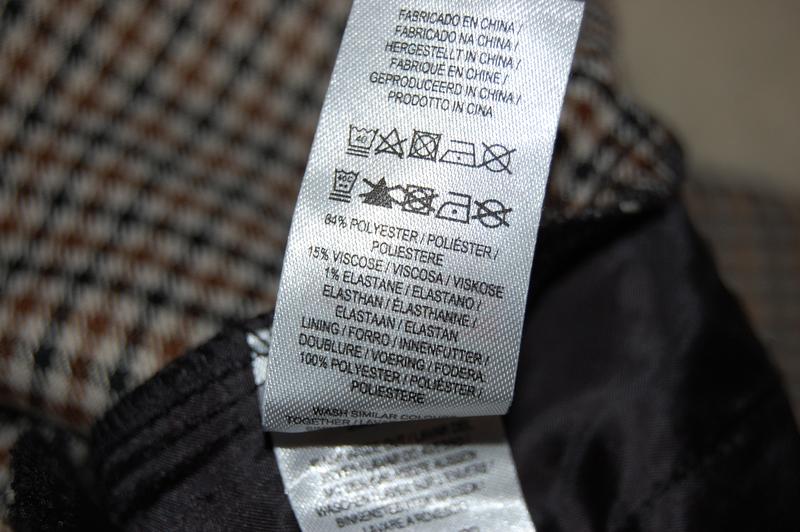 FABRICADO EN CHINA /
FABRICADO NA CHINA /
HERGESTELLT IN CHINA /
FABRIQUÉ EN CHINE /
GEPRODUCEERD IN CHINA /
PRODOTTO IN CINA
84% POLYESTER / POLIÉSTER /
POLIESTERE
15% VISCOSE / VISCOSA / VISKOSE
1% ELASTANE / ELASTANO /
ELASTHAN / ÉLASTHANNE /
ELASTAAN / ELASTAN
LINING / FORRO / INNENFUTTER /
DOUBLURE / VOERING / FODERA
100% POLYESTER / POLIÉSTER /
POLIESTERE
WASH SIMILAR
TOGETHER /